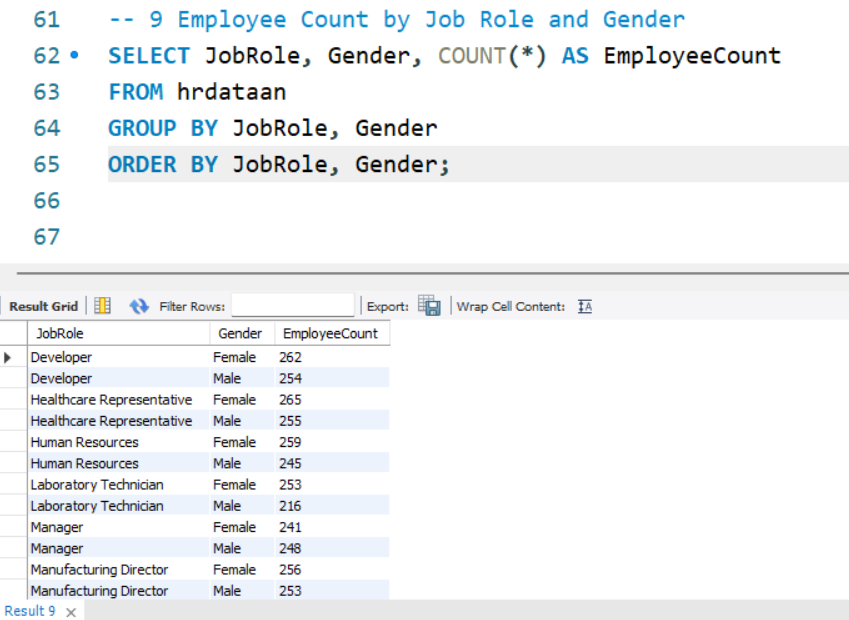 61 -- 9 Employee Count by Job Role and Gender
62 SELECT JobRole, Gender, COUNT(*) AS EmployeeCount
63 FROM hrdataan
64 GROUP BY JobRole, Gender
65 ORDER BY JobRole, Gender;
66
67
Result Grid Filter Rows: Export: Wrap Cell Content: IA
JobRole Gender EmployeeCount
Developer Female 262
Developer Male 254
Healthcare Representative Female 265
Healthcare Representative Male 255
Human Resources Female 259
Human Resources Male 245
Laboratory Technician Female 253
Laboratory Technician Male 216
Manager Female 241
Manager Male 248
Manufacturing Director Female 256
Manufacturing Director Male 253
Result 9 ×